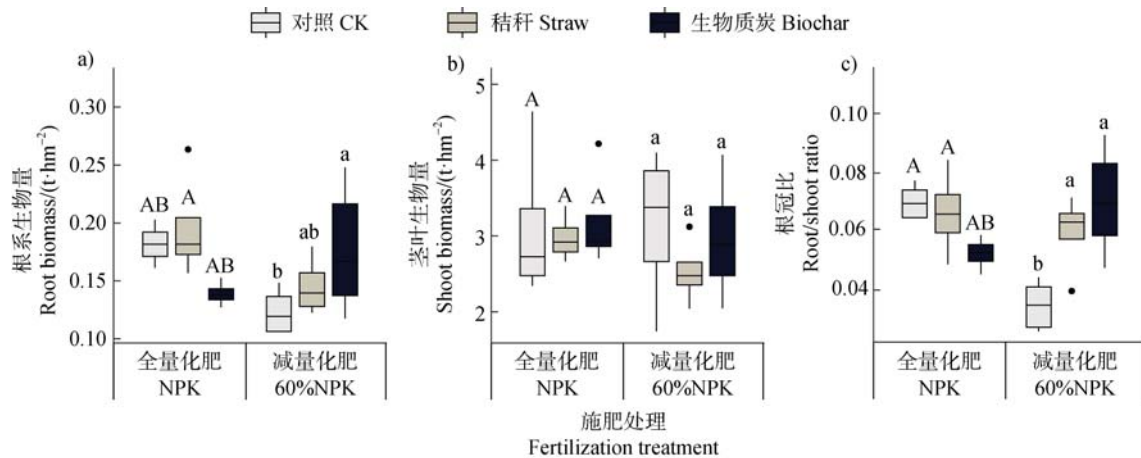 对照 CK 秸秆 Straw 生物质炭 Biochar
a)
根系生物量
Root biomass/(t·hm⁻²)
0.30
0.25
0.20
0.15
0.10
AB A AB b ab a
全量化肥 减量化肥
NPK 60%NPK
b)
茎叶生物量
Shoot biomass/(t·hm⁻²)
5
4
3
2
A A A a a a
全量化肥 减量化肥
NPK 60%NPK
c)
根冠比
Root/shoot ratio
0.10
0.08
0.06
0.04
A A AB b a a
全量化肥 减量化肥
NPK 60%NPK
施肥处理
Fertilization treatment